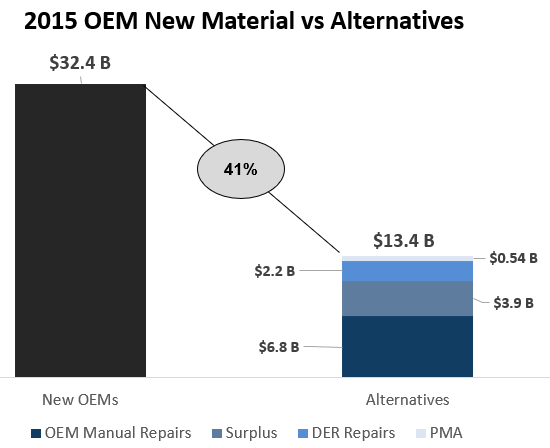 2015 OEM New Material vs Alternatives
$32.4 B
41%
$13.4 B
$0.54 B
$2.2 B
$3.9 B
$6.8 B
New OEMs
Alternatives
OEM Manual Repairs Surplus DER Repairs PMA